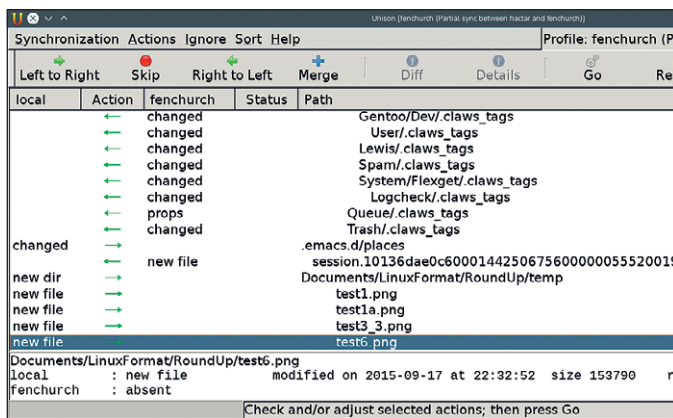 Unison [fenchurch (Partial sync between hactar and fenchurch)]
Synchronization Actions Ignore Sort Help Profile: fenchurch (P
Left to Right Skip Right to Left Merge Diff Details Go Re
local Action fenchurch Status Path
changed Gentoo/Dev/.claws_tags
changed User/.claws_tags
changed Lewis/.claws_tags
changed Spam/.claws_tags
changed System/Flexget/.claws_tags
changed Logcheck/.claws_tags
props Queue/.claws_tags
changed Trash/.claws_tags
changed .emacs.d/places
new file session.10136dae0c6000144250675600000055520019
new dir Documents/LinuxFormat/RoundUp/temp
new file test1.png
new file test1a.png
new file test3_3.png
new file test6.png
Documents/LinuxFormat/RoundUp/test6.png
local : new file modified on 2015-09-17 at 22:32:52 size 153790 r
fenchurch : absent
Check and/or adjust selected actions; then press Go